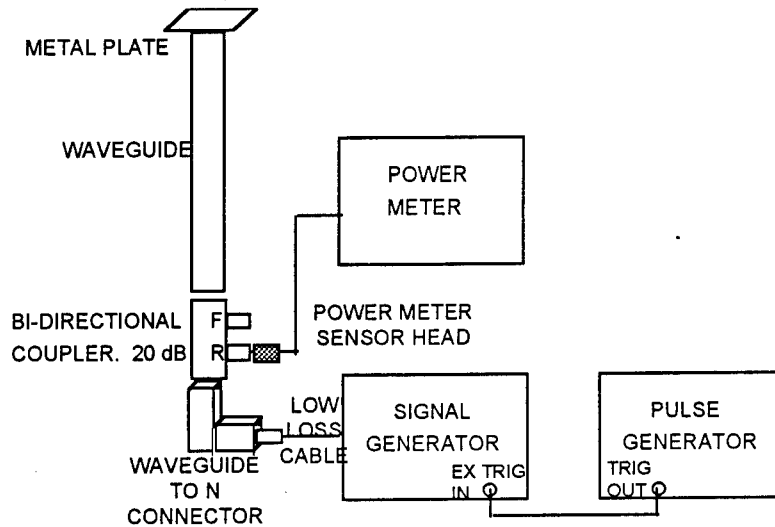 METAL PLATE
WAVEGUIDE
POWER
METER
BI-DIRECTIONAL F
COUPLER. 20 dB R
POWER METER
SENSOR HEAD
LOW
LOSS
CABLE
WAVEGUIDE
TO N
CONNECTOR
SIGNAL
GENERATOR
EX TRIG
IN
PULSE
GENERATOR
TRIG
OUT